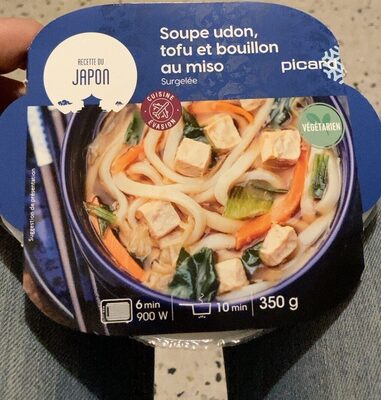 RECETTE DU
JAPON
Soupe udon,
tofu et bouillon
au miso
Surgelée
picard
CUISINE
EVASION
VÉGÉTARIEN
Suggestion de présentation
6 min
900 W
10 min
350 g